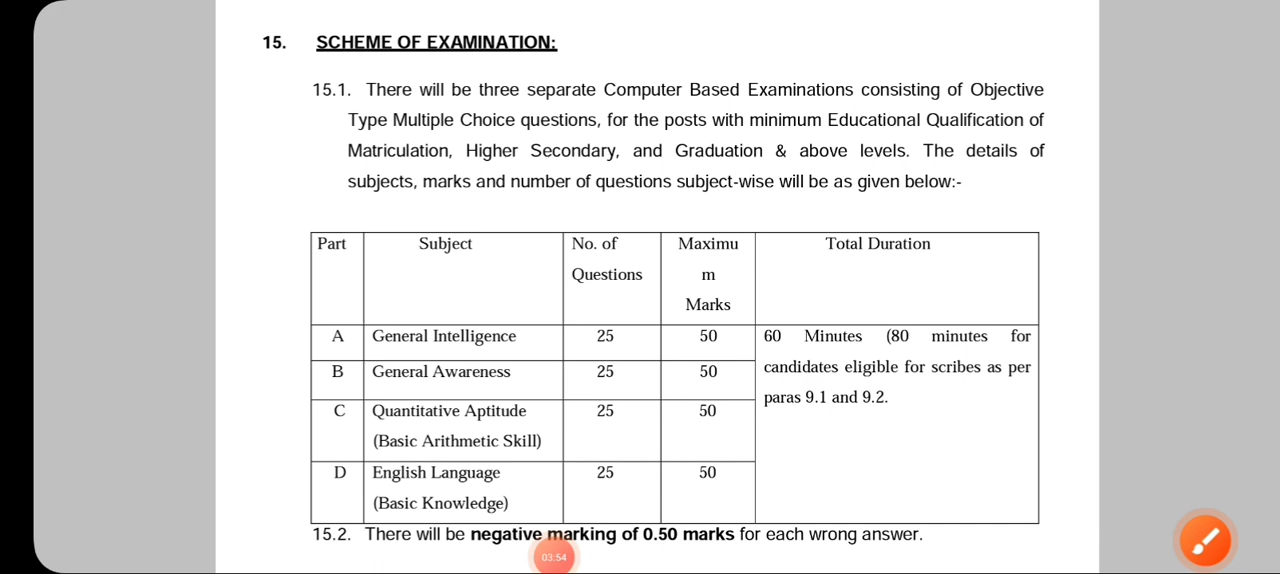 15. SCHEME OF EXAMINATION:
15.1. There will be three separate Computer Based Examinations consisting of Objective
Type Multiple Choice questions, for the posts with minimum Educational Qualification of
Matriculation, Higher Secondary, and Graduation & above levels. The details of
subjects, marks and number of questions subject-wise will be as given below:-
Part Subject No. of Maximu Total Duration
Questions m
Marks
A General Intelligence 25 50 60 Minutes (80 minutes for
B General Awareness 25 50 candidates eligible for scribes as per
paras 9.1 and 9.2.
C Quantitative Aptitude 25 50
(Basic Arithmetic Skill)
D English Language 25 50
(Basic Knowledge)
15.2. There will be negative marking of 0.50 marks for each wrong answer.
03:54